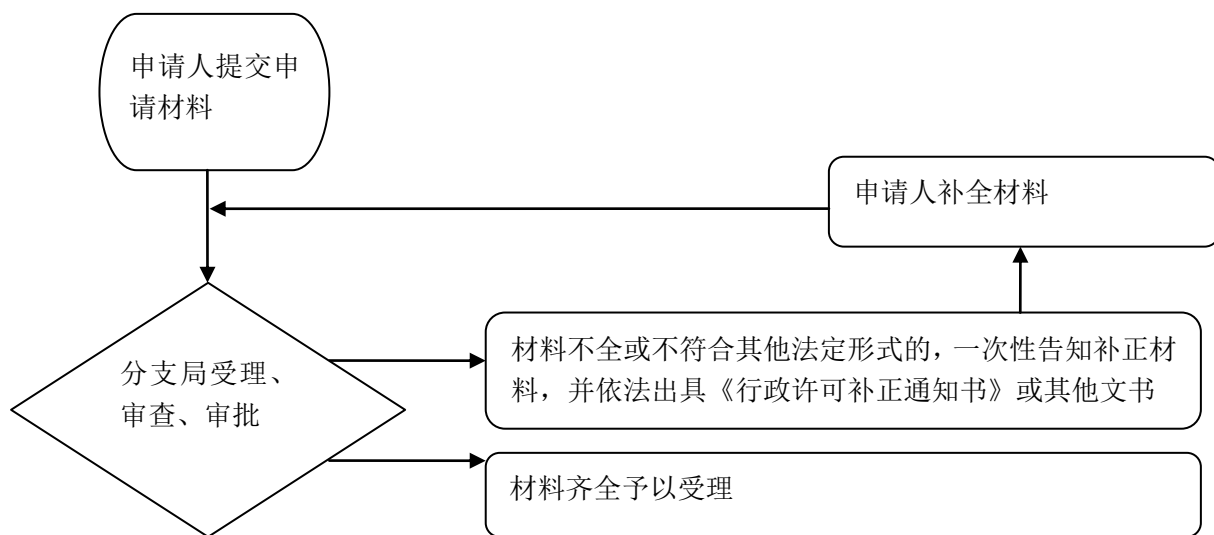 申请人提交申
请材料
申请人补全材料
材料不全或不符合其他法定形式的，一次性告知补正材
料，并依法出具《行政许可补正通知书》或其他文书
分支局受理、
审查、审批
材料齐全予以受理